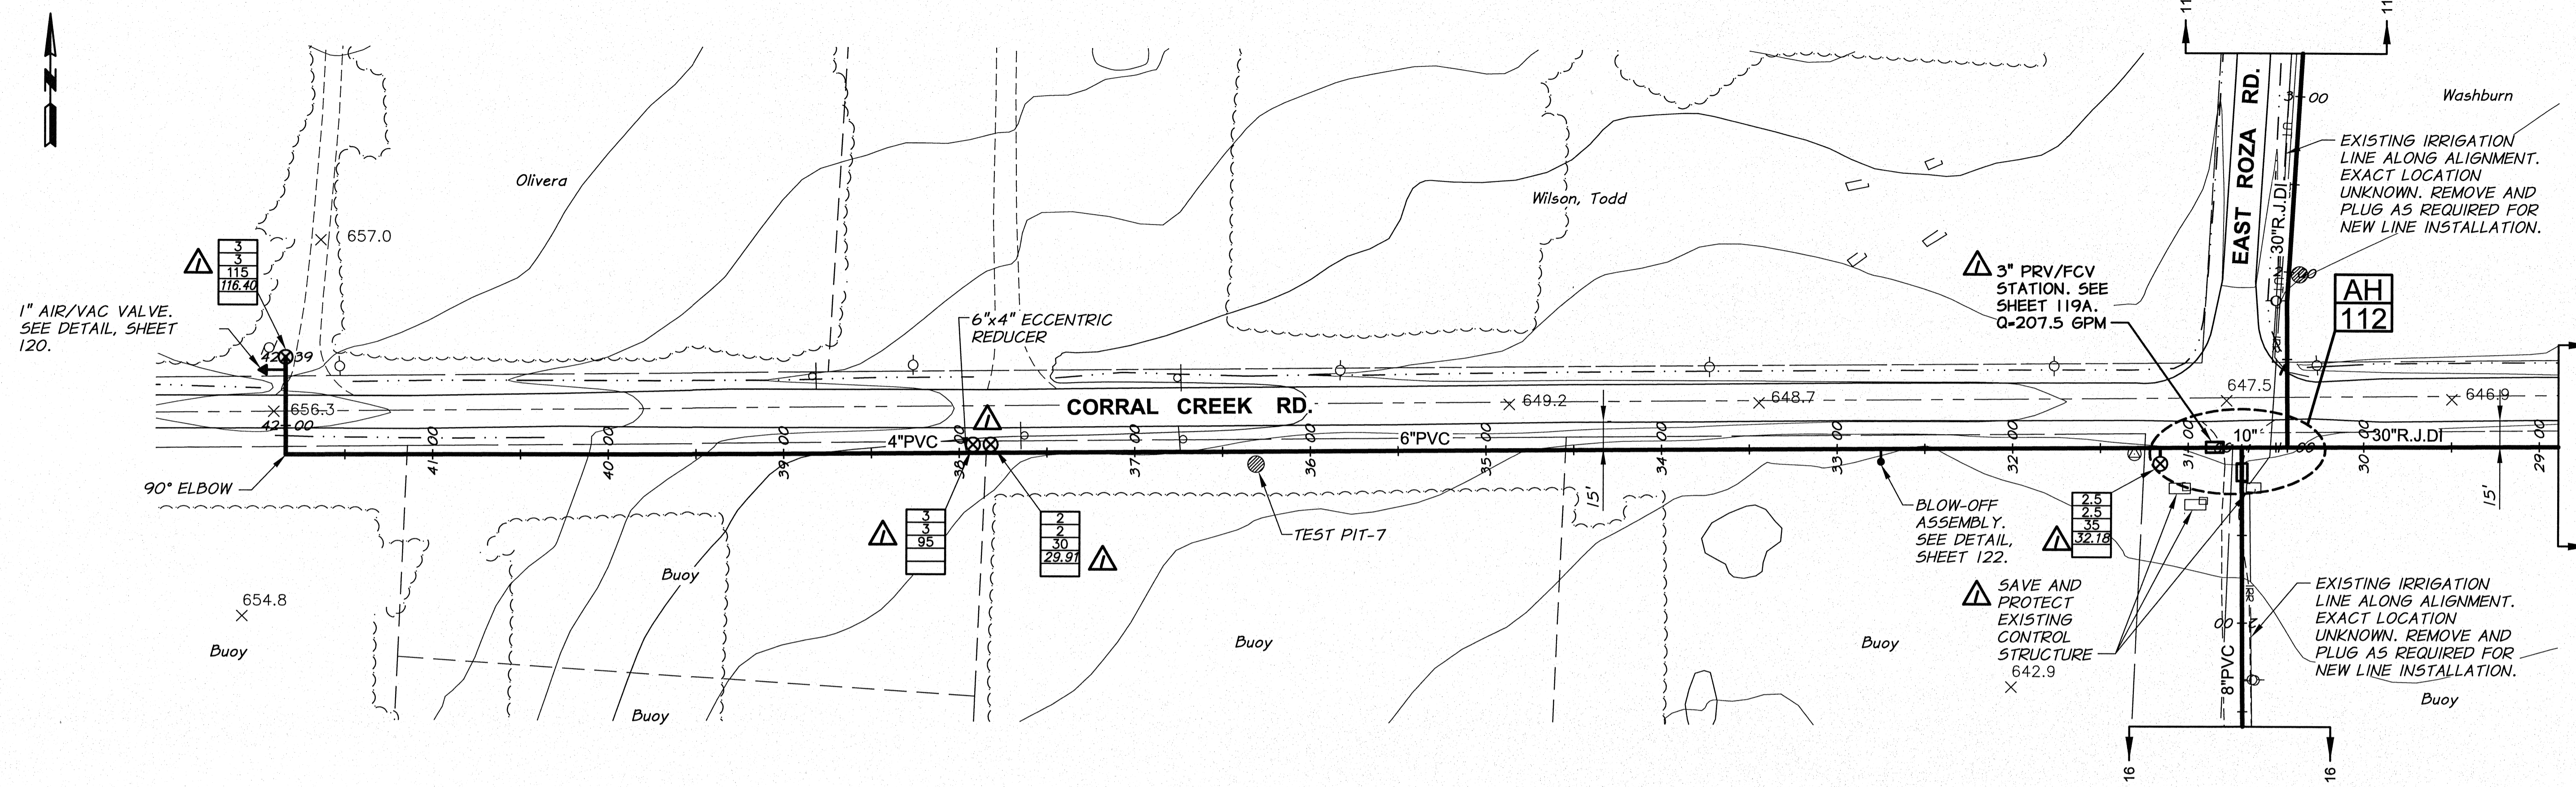 N
11
11
EAST ROZA RD.
30"R.J.DI
3+00
Washburn
EXISTING IRRIGATION
LINE ALONG ALIGNMENT.
EXACT LOCATION
UNKNOWN. REMOVE AND
PLUG AS REQUIRED FOR
NEW LINE INSTALLATION.
Olivera
Wilson, Todd
657.0
3
3
115
116.40
1" AIR/VAC VALVE.
SEE DETAIL, SHEET
120.
42+39
6"x4" ECCENTRIC
REDUCER
3" PRV/FCV
STATION. SEE
SHEET 119A.
Q=207.5 GPM
AH
112
656.3
42+00
CORRAL CREEK RD.
649.2
648.7
647.5
646.9
41+00
40+00
39+00
4"PVC
38+00
37+00
36+00
6"PVC
35+00
34+00
33+00
32+00
31+00
10"
30"R.J.DI
30+00
29+00
15'
15'
90° ELBOW
3
3
95
2
2
30
29.91
TEST PIT-7
BLOW-OFF
ASSEMBLY.
SEE DETAIL,
SHEET 122.
2.5
2.5
35
32.18
SAVE AND
PROTECT
EXISTING
CONTROL
STRUCTURE
642.9
EXISTING IRRIGATION
LINE ALONG ALIGNMENT.
EXACT LOCATION
UNKNOWN. REMOVE AND
PLUG AS REQUIRED FOR
NEW LINE INSTALLATION.
654.8
Buoy
Buoy
Buoy
Buoy
Buoy
Buoy
8"PVC
IRR
16
16